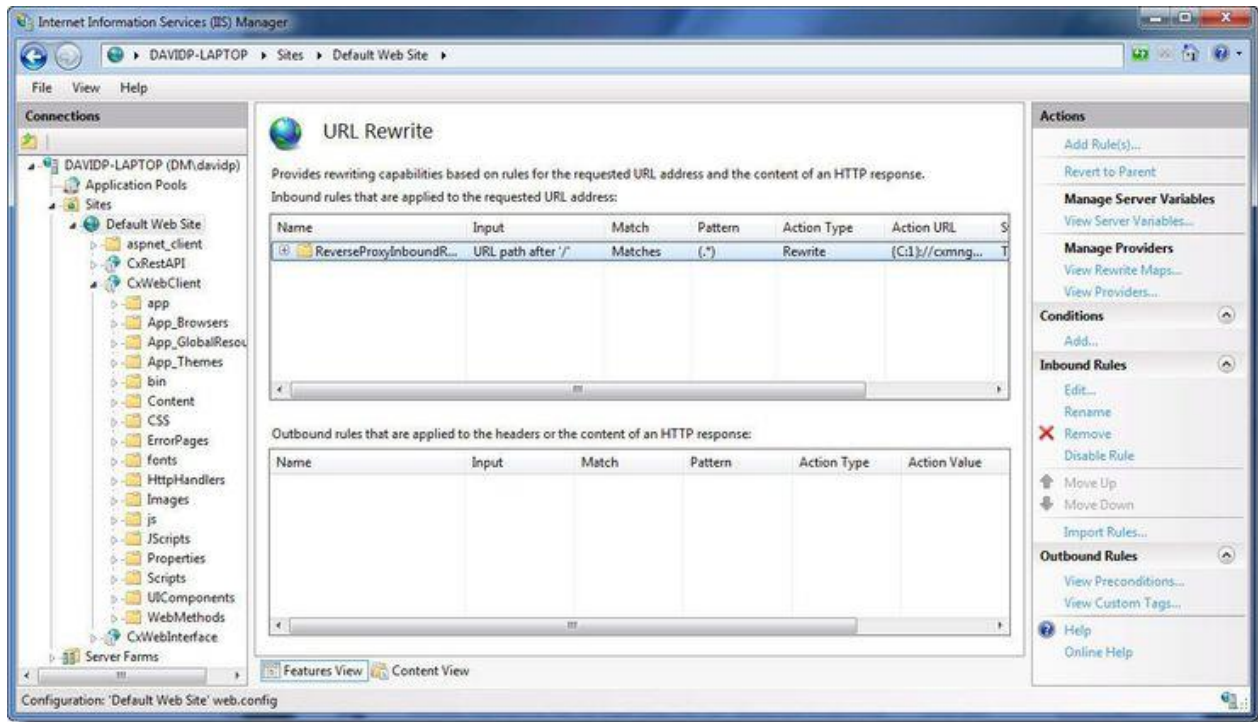 Internet Information Services (IIS) Manager
DAVIDP-LAPTOP Sites Default Web Site
File View Help
Connections
DAVIDP-LAPTOP (DM\davidp)
Application Pools
Sites
Default Web Site
aspnet_client
CxRestAPI
CxWebClient
app
App_Browsers
App_GlobalResou
App_Themes
bin
Content
CSS
ErrorPages
fonts
HttpHandlers
Images
js
JScripts
Properties
Scripts
UIComponents
WebMethods
CxWebInterface
Server Farms
URL Rewrite
Provides rewriting capabilities based on rules for the requested URL address and the content of an HTTP response.
Inbound rules that are applied to the requested URL address:
Name Input Match Pattern Action Type Action URL S
ReverseProxyInboundR... URL path after '/' Matches (.*) Rewrite {C:1}://cxmng... T
Outbound rules that are applied to the headers or the content of an HTTP response:
Name Input Match Pattern Action Type Action Value
Features View Content View
Actions
Add Rule(s)...
Revert to Parent
Manage Server Variables
View Server Variables...
Manage Providers
View Rewrite Maps...
View Providers...
Conditions
Add...
Inbound Rules
Edit...
Rename
Remove
Disable Rule
Move Up
Move Down
Import Rules...
Outbound Rules
View Preconditions...
View Custom Tags...
Help
Online Help
Configuration: 'Default Web Site' web.config